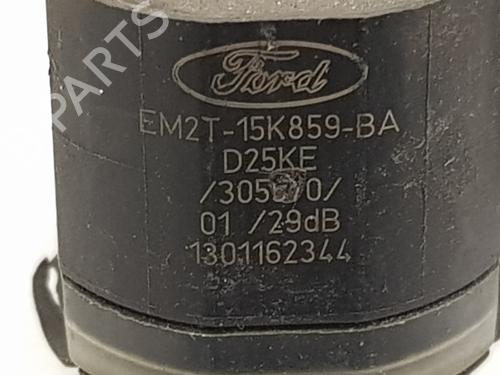 PARTS
Ford
EM2T-15K859-BA
D25KE
01 /29dB
1301162344